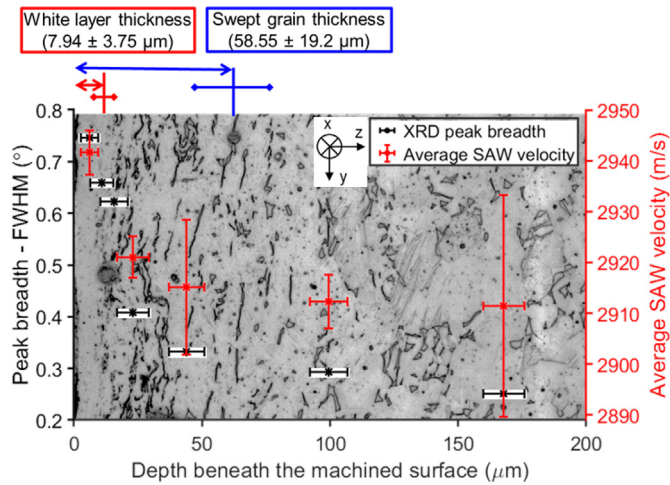 White layer thickness
(7.94 ± 3.75 µm)
Swept grain thickness
(58.55 ± 19.2 µm)
0.8
0.7
0.6
0.5
0.4
0.3
0.2
Peak breadth - FWHM (°)
x
z
y
XRD peak breadth
Average SAW velocity
2950
2940
2930
2920
2910
2900
2890
Average SAW velocity (m/s)
0
50
100
150
200
Depth beneath the machined surface (μm)